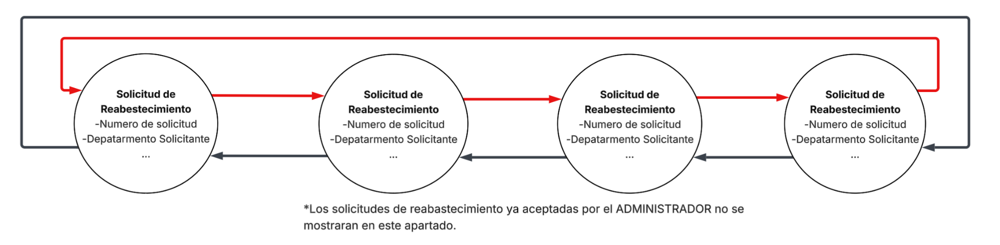 Solicitud de
Reabestecimiento
-Numero de solicitud
-Depatarmento Solicitante
...
Solicitud de
Reabestecimiento
-Numero de solicitud
-Depatarmento Solicitante
...
Solicitud de
Reabestecimiento
-Numero de solicitud
-Depatarmento Solicitante
...
Solicitud de
Reabestecimiento
-Numero de solicitud
-Depatarmento Solicitante
...
*Los solicitudes de reabastecimiento ya aceptadas por el ADMINISTRADOR no se
mostraran en este apartado.